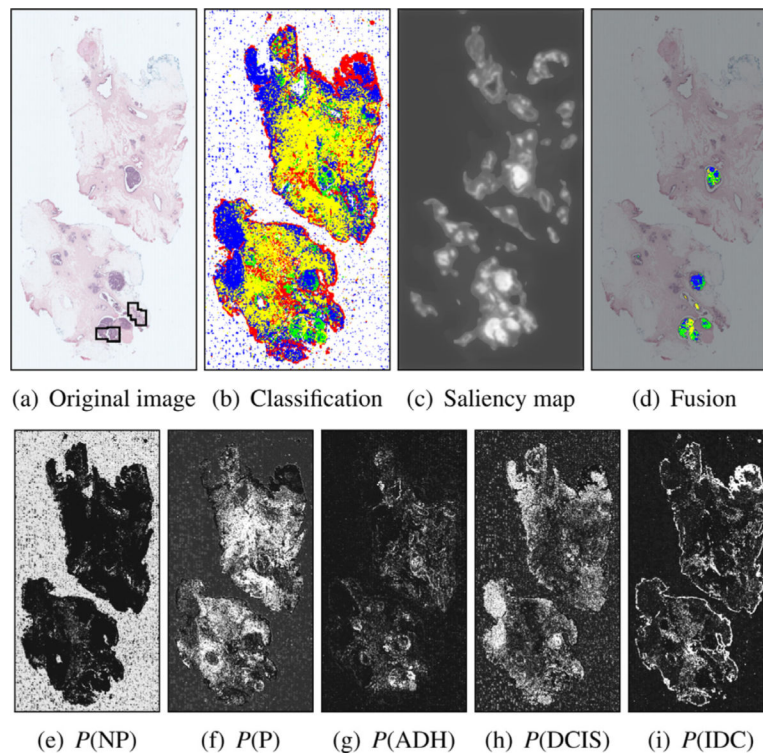 (a) Original image (b) Classification (c) Saliency map (d) Fusion
(e) P(NP) (f) P(P) (g) P(ADH) (h) P(DCIS) (i) P(IDC)